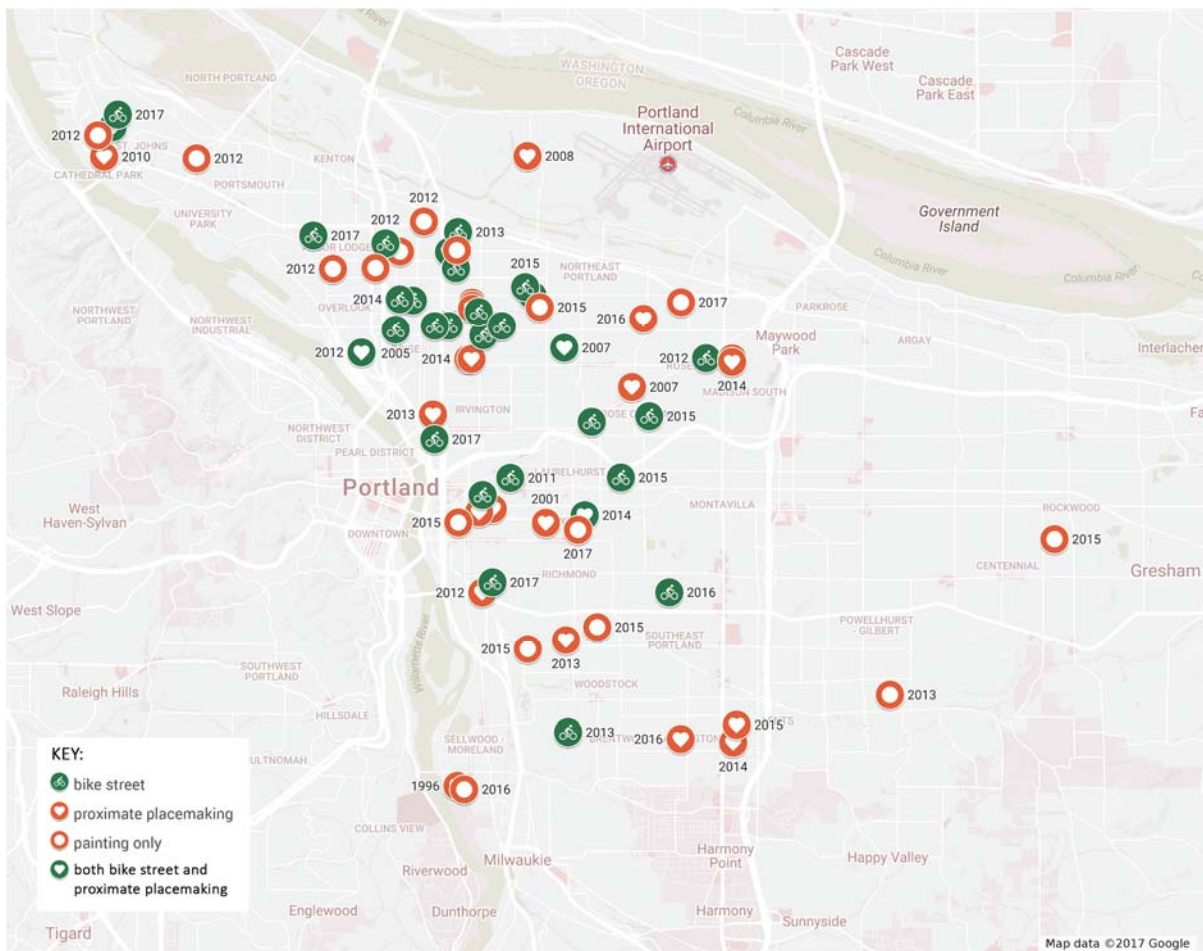 Cascade
Park West
Cascade
Park East
WASHINGTON
OREGON
NORTH PORTLAND
Columbia River
Portland
International
Airport
2017
2012
ST. JOHNS
2010
CATHEDRAL PARK
2012
KENTON
PORTSMOUTH
2008
UNIVERSITY
PARK
2012
2012
2013
2017
Government
Island
Columbia River
Columbia River
2012
NORTHEAST
PORTLAND
2015
NORTHWEST
PORTLAND
NORTHWEST
INDUSTRIAL
OVERLOOK
2014
2015
2016
2017
PARKROSE
Maywood
Park
ARGAY
Interlachen
2012
2005
2014
2007
2012
2014
MADISON SOUTH
2007
2013
IRVINGTON
2015
NORTHWEST
DISTRICT
PEARL DISTRICT
2017
Portland
2011
LAURELHURST
2015
MONTAVILLA
West
Haven-Sylvan
DOWNTOWN
2015
2001
2014
2017
ROCKWOOD
2015
CENTENNIAL
Gresham
RICHMOND
2017
2012
2016
West Slope
Willamette River
POWELLHURST
- GILBERT
2015
2015
2013
SOUTHEAST
PORTLAND
SOUTHWEST
PORTLAND
Raleigh Hills
HILLSDALE
WOODSTOCK
2013
SELLWOOD -
MORELAND
2013
2016
2015
2014
1996
2016
COLLINS VIEW
Milwaukie
Riverwood
Dunthorpe
Harmony
Point
Happy Valley
Harmony
Sunnyside
Englewood
Tigard
KEY:
bike street
proximate placemaking
painting only
both bike street and
proximate placemaking
Map data ©2017 Google